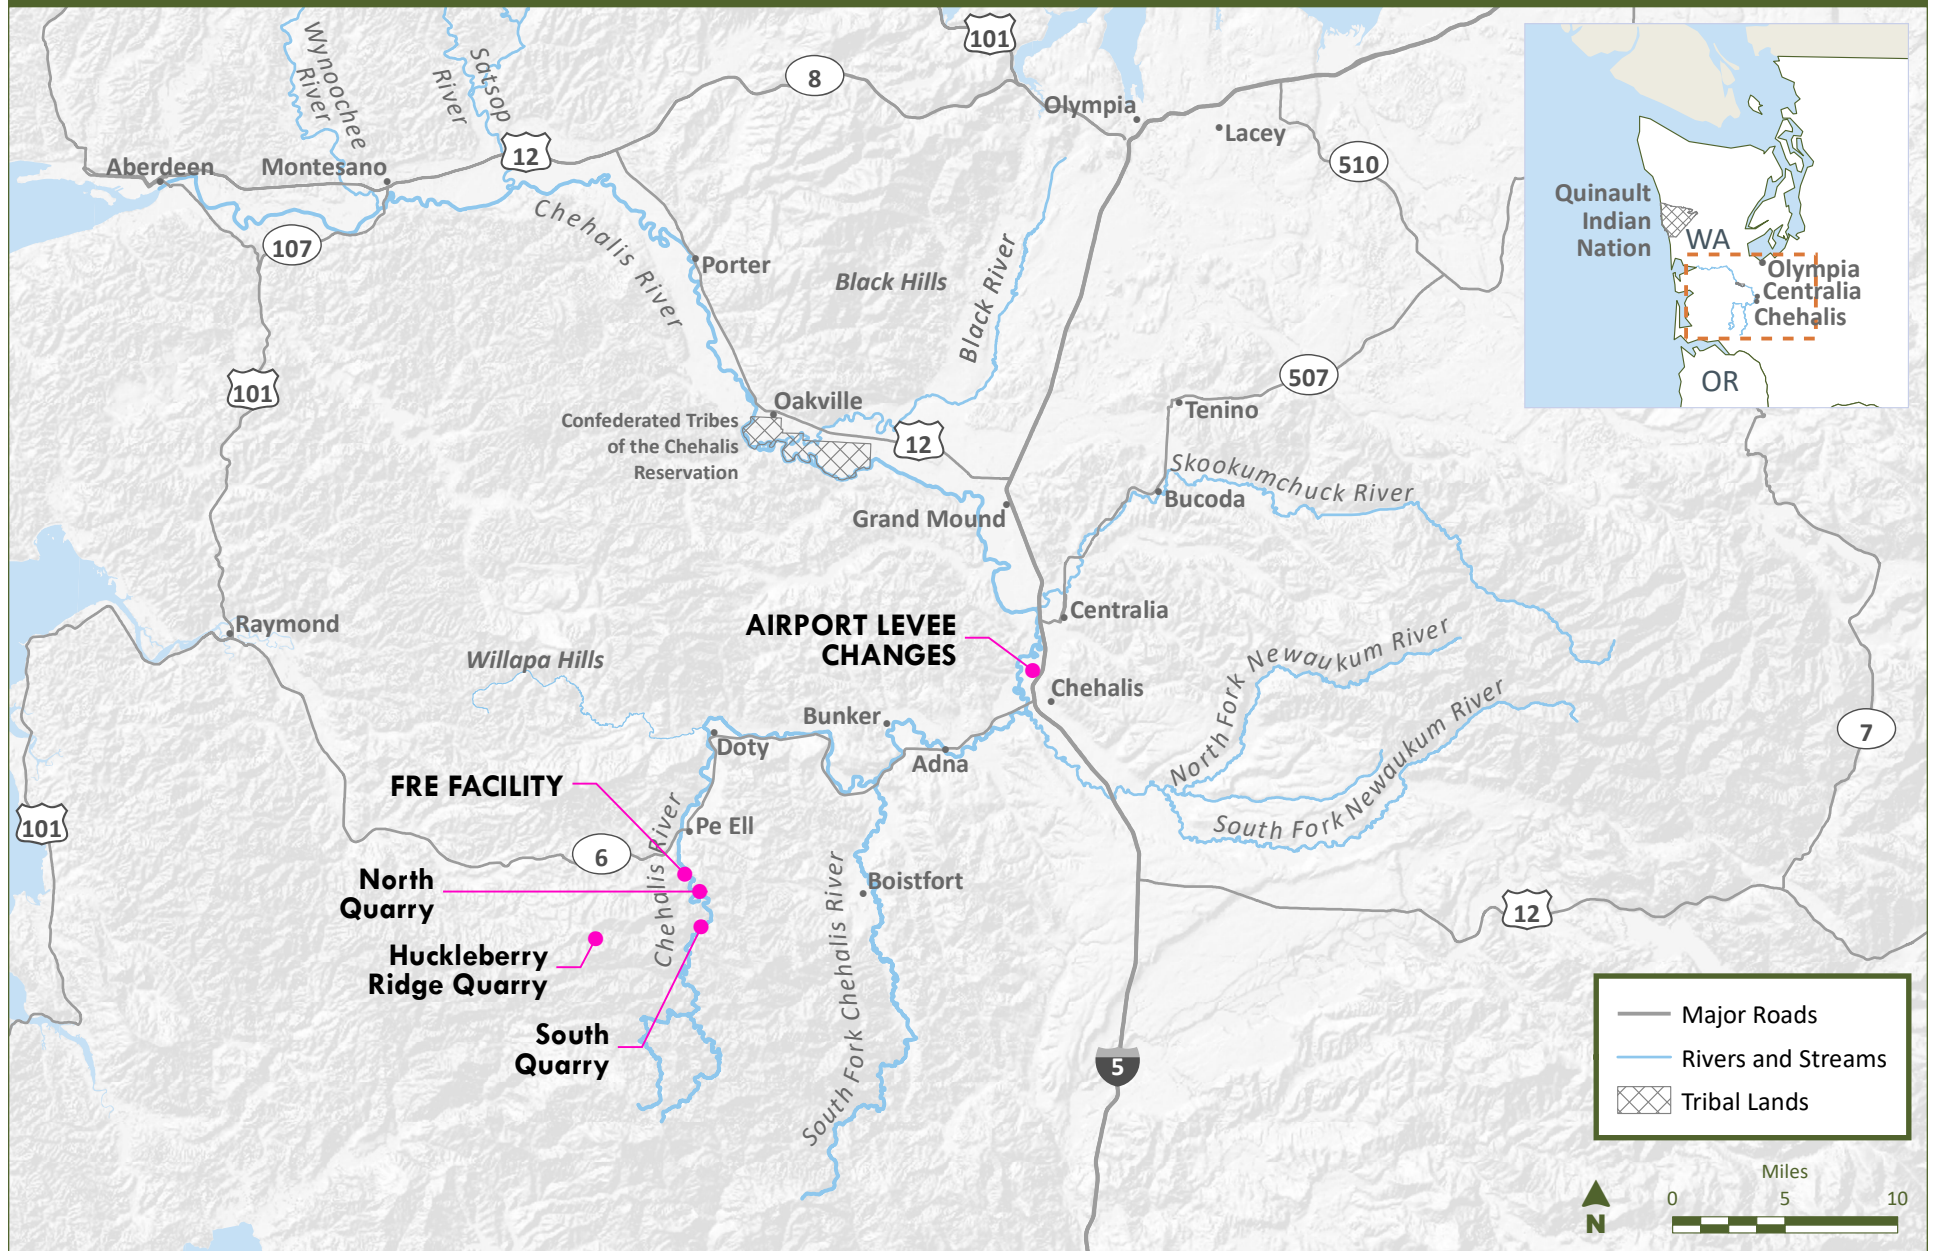 101
8
Wynoochee
River
Satsop
River
Olympia
Lacey
12
510
Aberdeen
Montesano
107
Chehalis River
Porter
Black Hills
Black River
Quinault
Indian
Nation
WA
Olympia
Centralia
Chehalis
OR
101
507
Oakville
Tenino
Confederated Tribes
of the Chehalis
Reservation
12
Skookumchuck River
Bucoda
Grand Mound
Raymond
AIRPORT LEVEE
CHANGES
Centralia
Willapa Hills
North Fork Newaukum River
Chehalis
Bunker
Doty
Adna
South Fork Newaukum River
7
FRE FACILITY
101
Pe Ell
6
Chehalis River
North
Quarry
Boistfort
South Fork Chehalis River
12
Huckleberry
Ridge Quarry
South
Quarry
5
Major Roads
Rivers and Streams
Tribal Lands
Miles
0 5 10
N